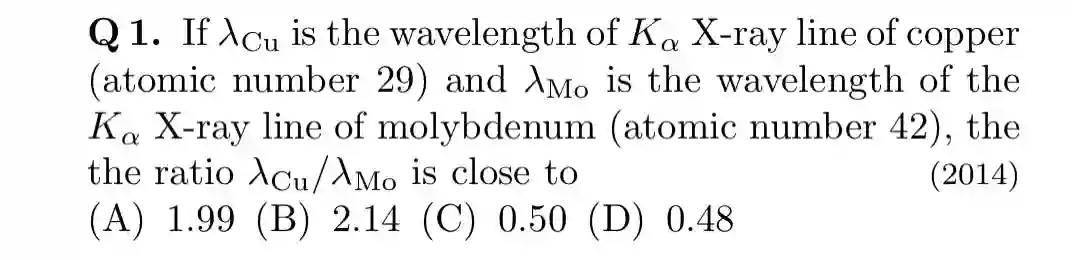 Q 1. If λCu is the wavelength of Kα X-ray line of copper
(atomic number 29) and λMo is the wavelength of the
Kα X-ray line of molybdenum (atomic number 42), the
the ratio λCu/λMo is close to (2014)
(A) 1.99 (B) 2.14 (C) 0.50 (D) 0.48